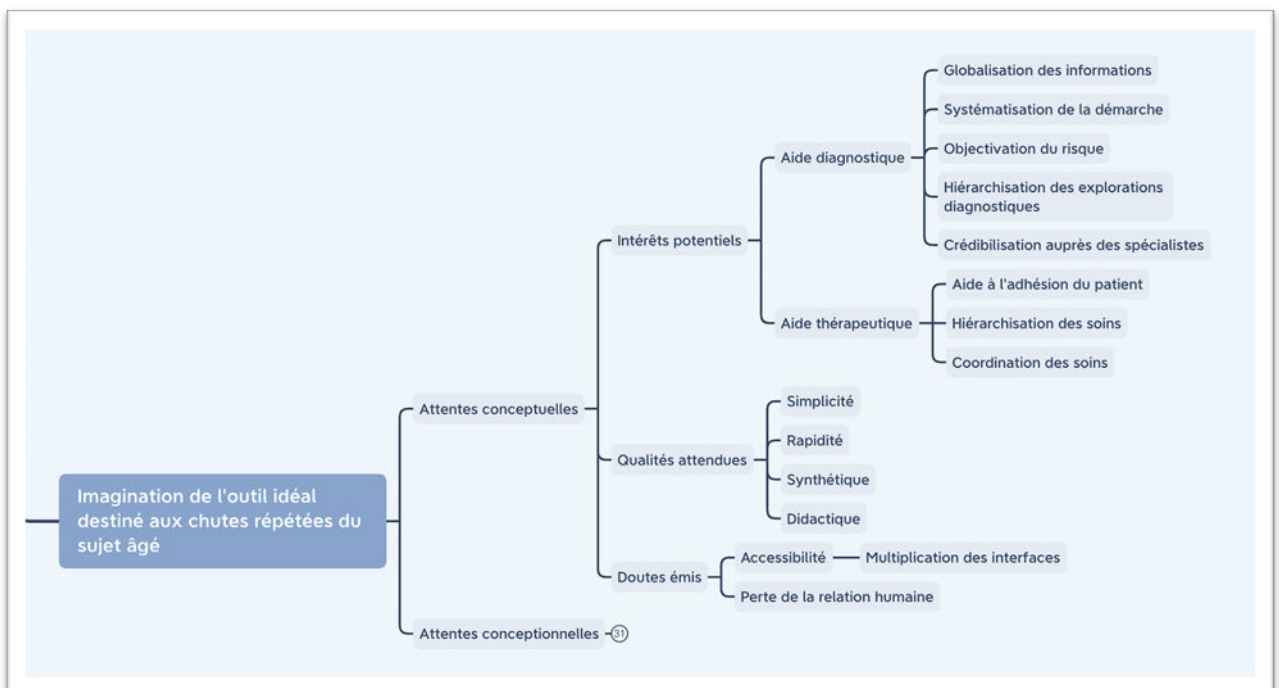 Imagination de l'outil idéal
destiné aux chutes répétées du
sujet âgé
Attentes conceptuelles
Intérêts potentiels
Aide diagnostique
Globalisation des informations
Systématisation de la démarche
Objectivation du risque
Hiérarchisation des explorations
diagnostiques
Crédibilisation auprès des spécialistes
Aide thérapeutique
Aide à l'adhésion du patient
Hiérarchisation des soins
Coordination des soins
Qualités attendues
Simplicité
Rapidité
Synthétique
Didactique
Doutes émis
Accessibilité
Multiplication des interfaces
Perte de la relation humaine
Attentes conceptionnelles
31